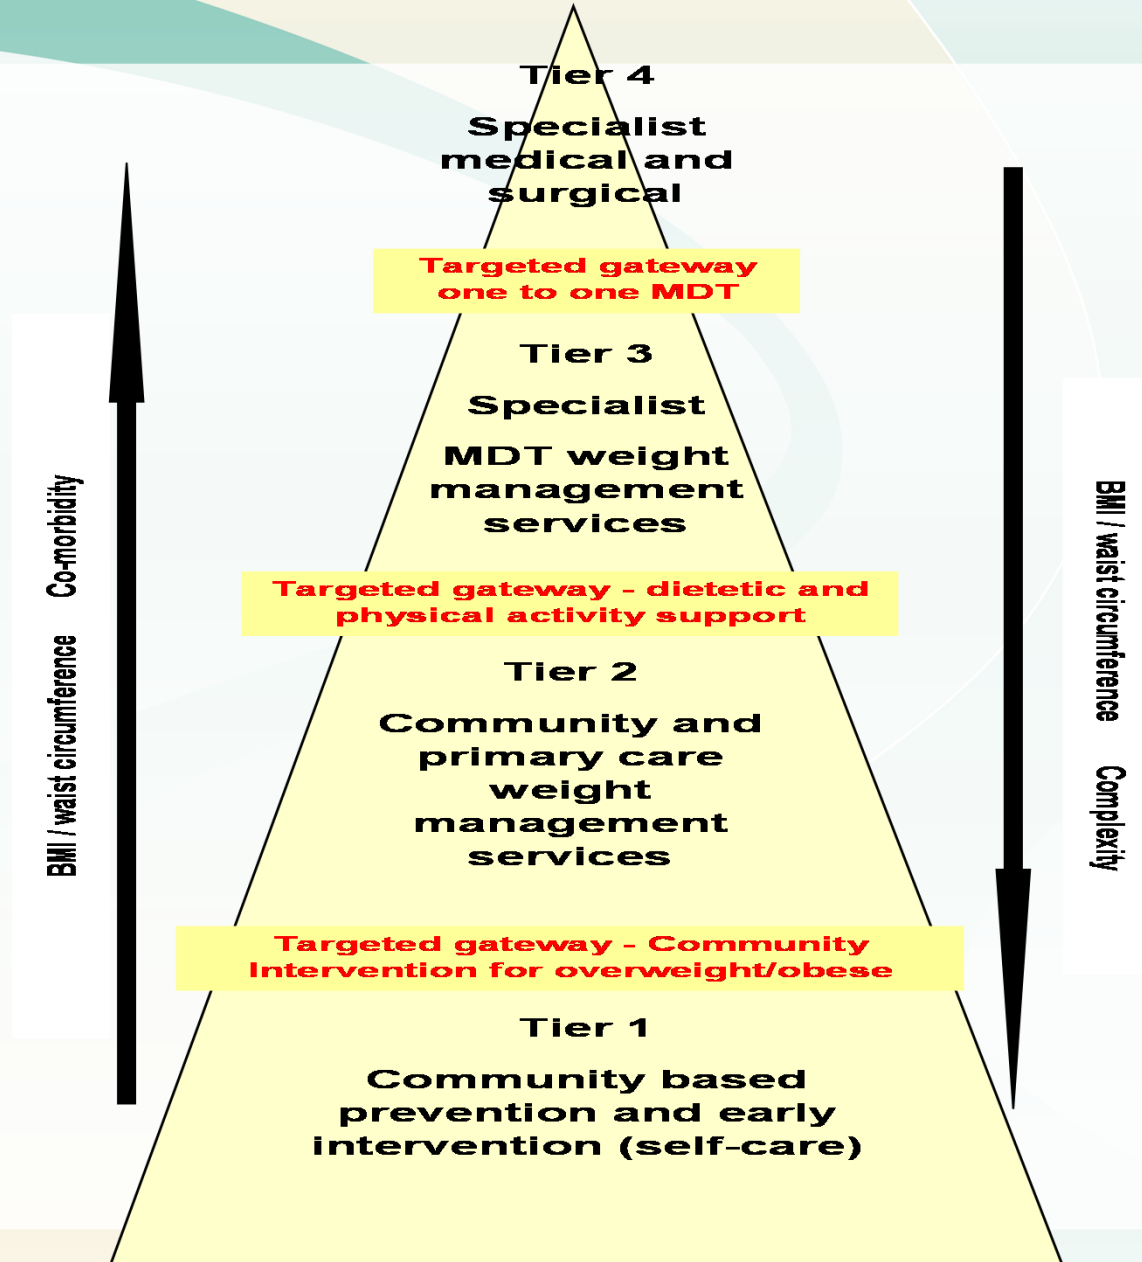 Tier 4
Specialist
medical and
surgical
Targeted gateway
one to one MDT
Tier 3
Specialist
MDT weight
management
services
Targeted gateway - dietetic and
physical activity support
Tier 2
Community and
primary care
weight
management
services
Targeted gateway - Community
Intervention for overweight/obese
Tier 1
Community based
prevention and early
intervention (self-care)
BMI / waist circumference Co-morbidity
BMI / waist circumference Complexity